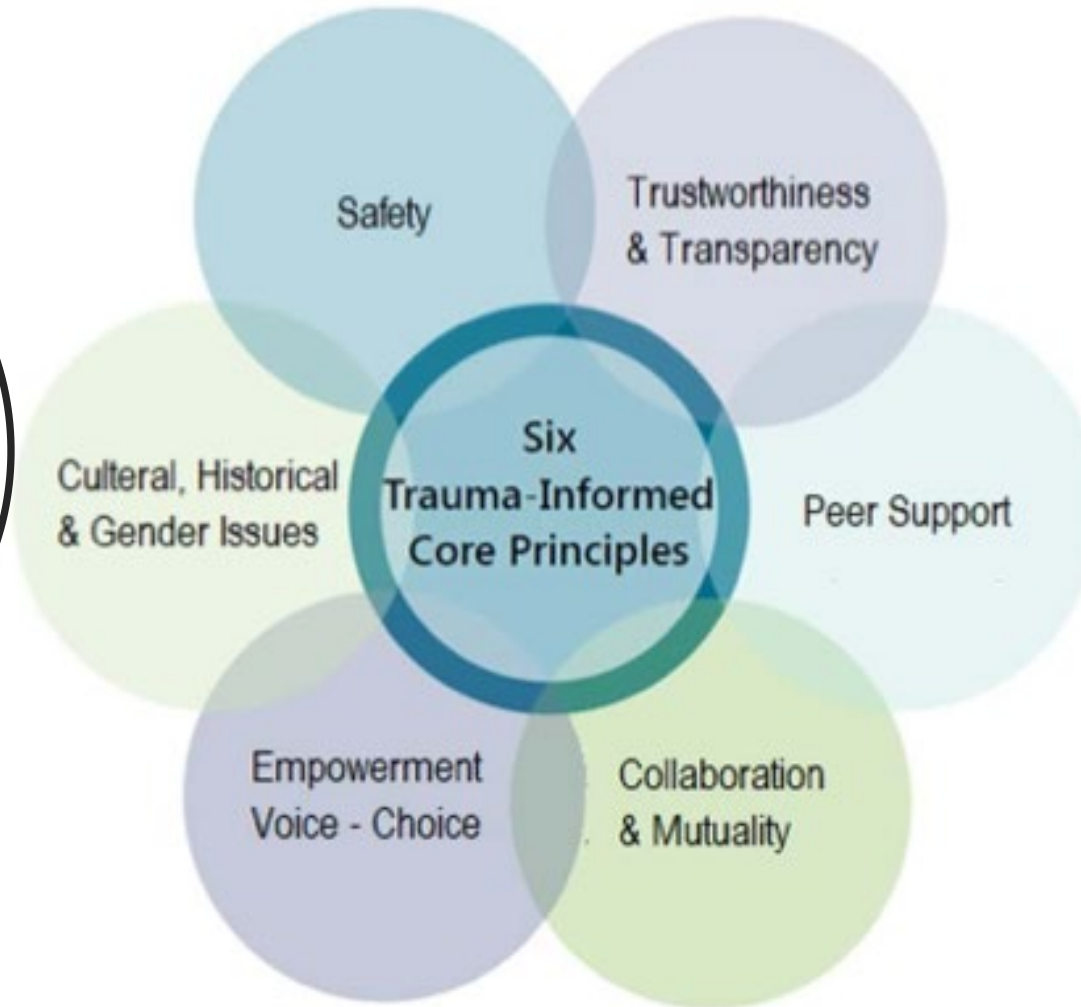 Safety
Trustworthiness
& Transparency
Peer Support
Collaboration
& Mutuality
Empowerment
Voice - Choice
Culteral, Historical
& Gender Issues
Six
Trauma-Informed
Core Principles